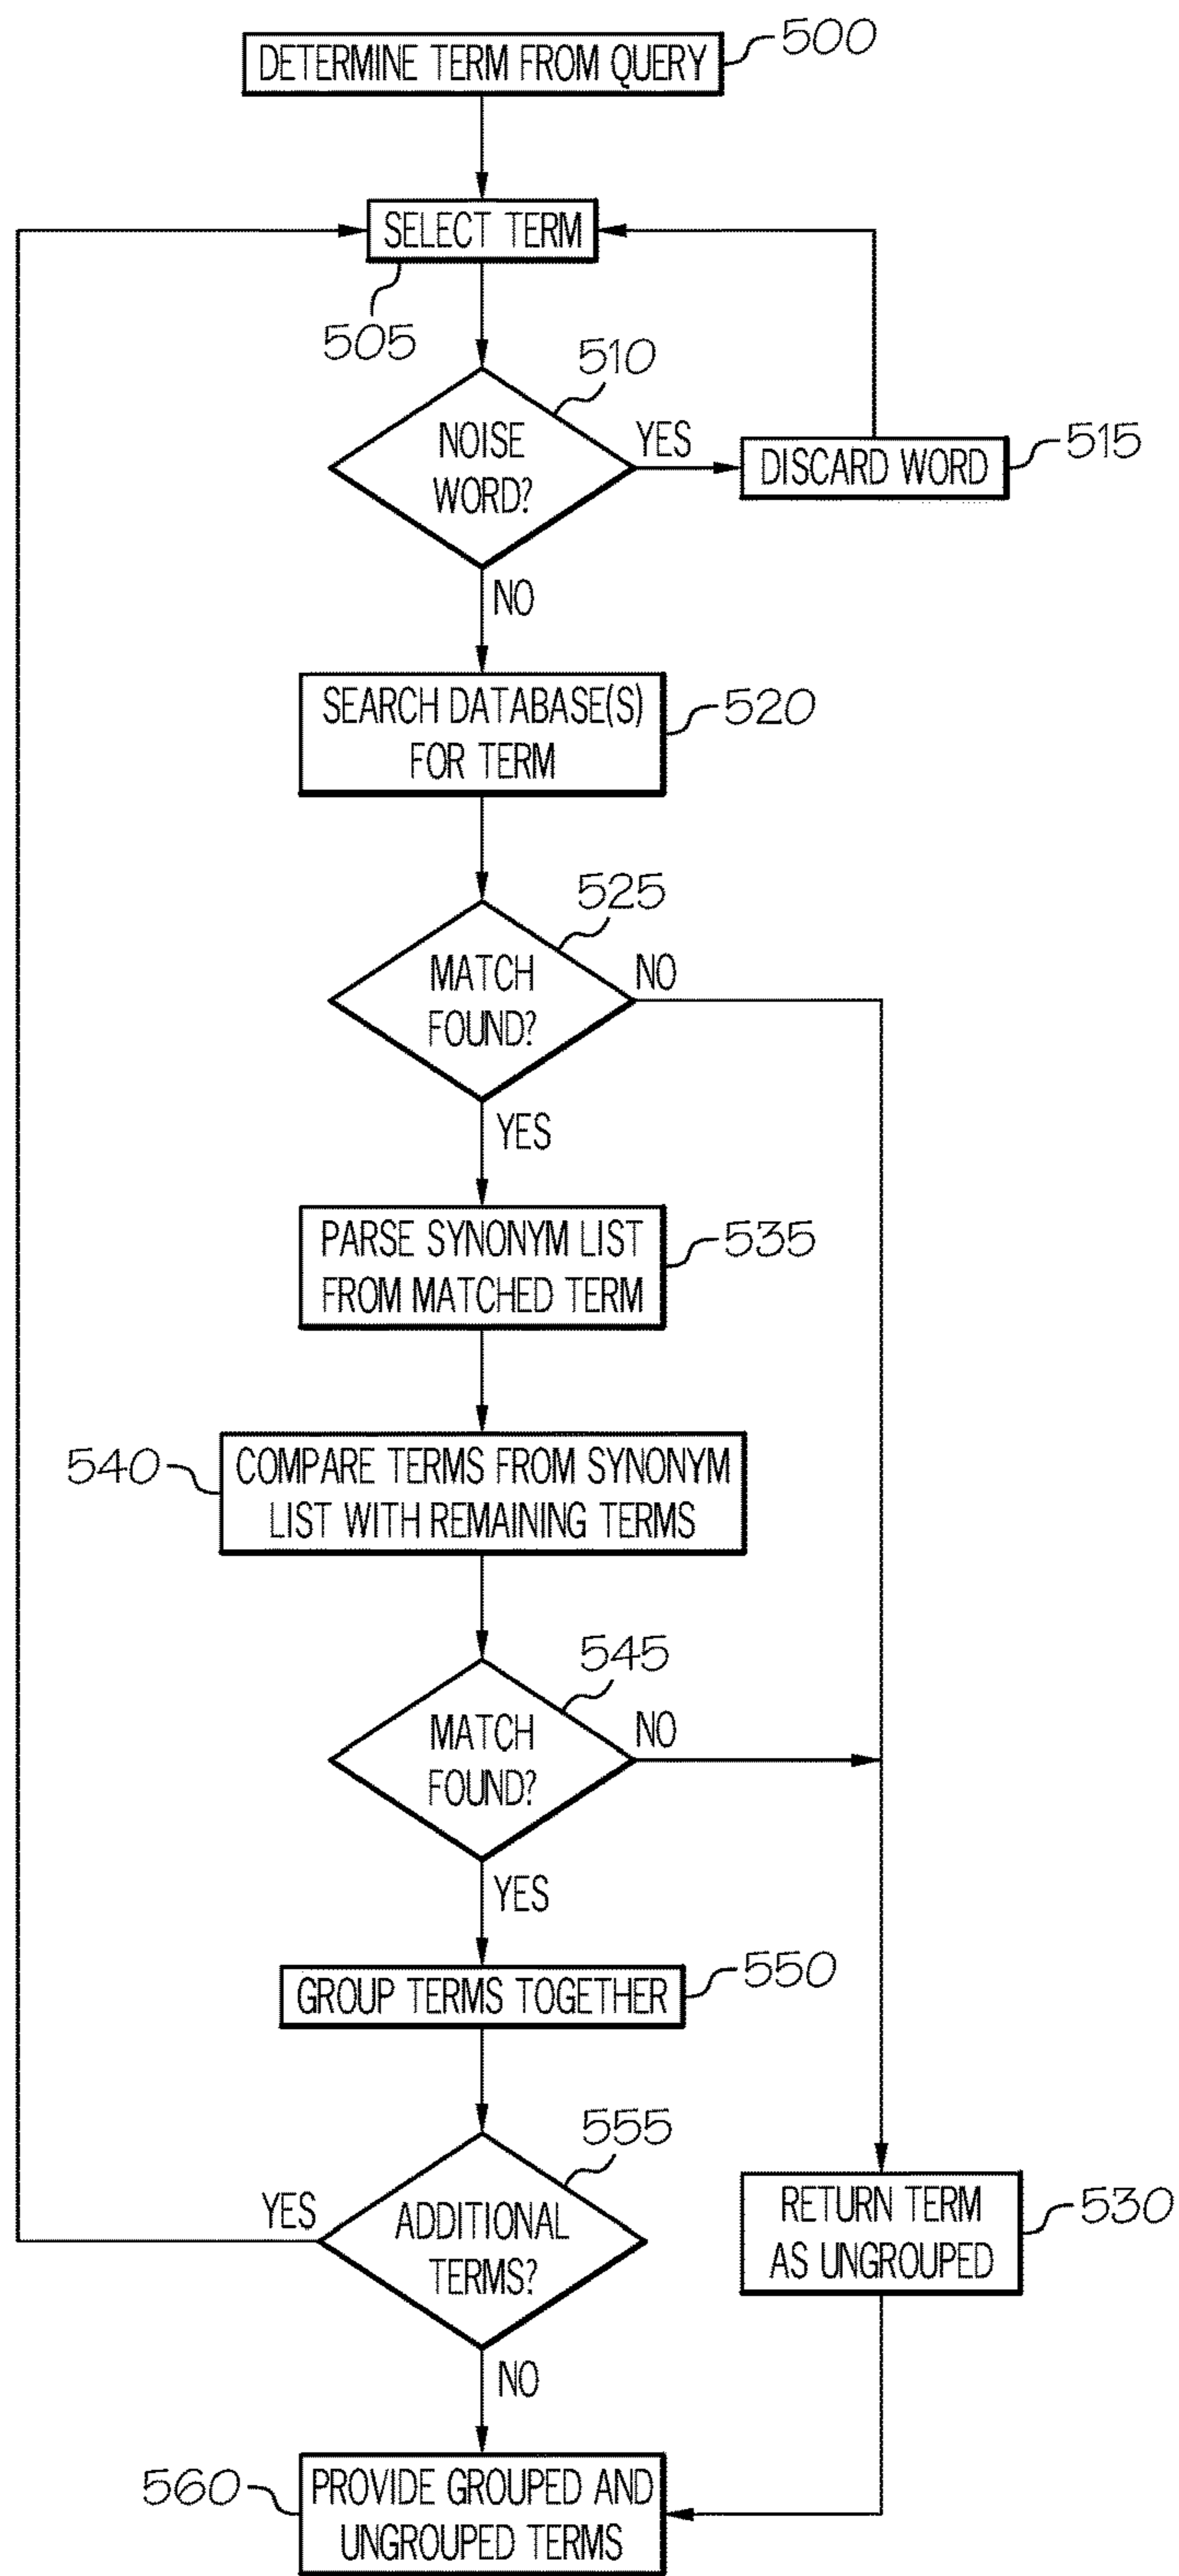 DETERMINE TERM FROM QUERY
500
SELECT TERM
505
510
NOISE
WORD?
YES
DISCARD WORD
515
NO
SEARCH DATABASE(S)
FOR TERM
520
525
MATCH
FOUND?
NO
YES
PARSE SYNONYM LIST
FROM MATCHED TERM
535
540
COMPARE TERMS FROM SYNONYM
LIST WITH REMAINING TERMS
545
MATCH
FOUND?
NO
YES
GROUP TERMS TOGETHER
550
555
YES
ADDITIONAL
TERMS?
RETURN TERM
AS UNGROUPED
530
NO
560
PROVIDE GROUPED AND
UNGROUPED TERMS